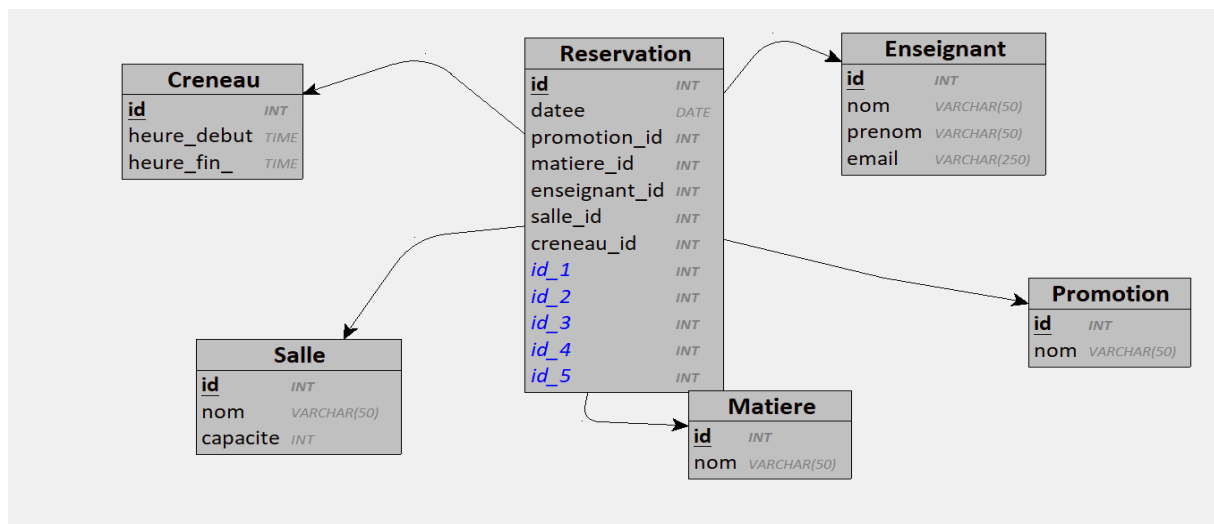 Creneau
id INT
heure_debut TIME
heure_fin_ TIME
Reservation
id INT
datee DATE
promotion_id INT
matiere_id INT
enseignant_id INT
salle_id INT
creneau_id INT
id_1 INT
id_2 INT
id_3 INT
id_4 INT
id_5 INT
Enseignant
id INT
nom VARCHAR(50)
prenom VARCHAR(50)
email VARCHAR(250)
Salle
id INT
nom VARCHAR(50)
capacite INT
Matiere
id INT
nom VARCHAR(50)
Promotion
id INT
nom VARCHAR(50)